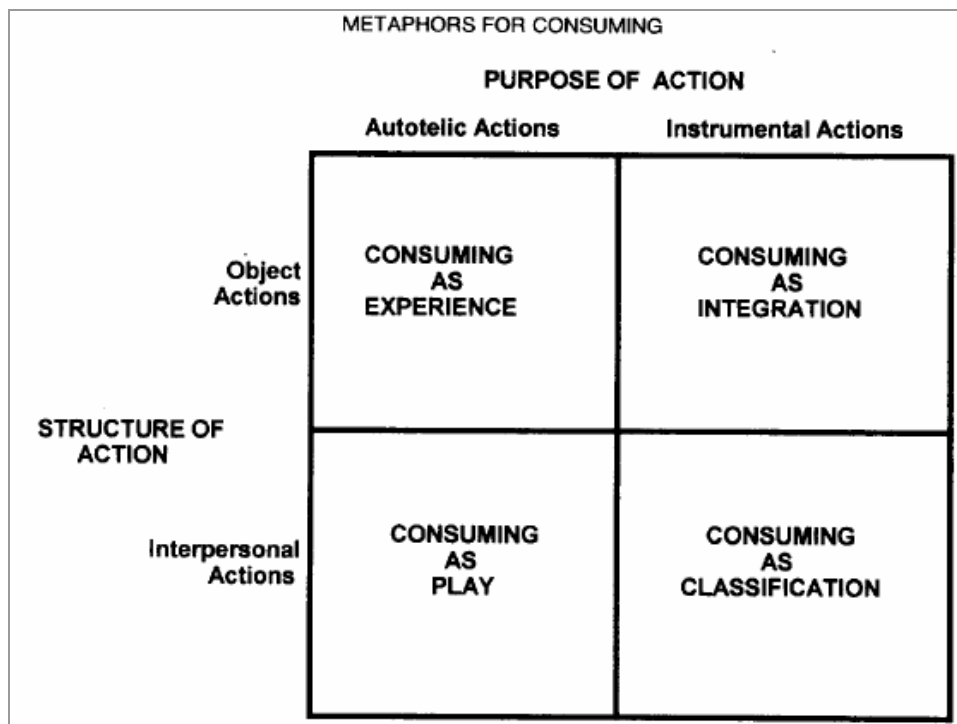 METAPHORS FOR CONSUMING
PURPOSE OF ACTION
Autotelic Actions
Instrumental Actions
Object
Actions
CONSUMING
AS
EXPERIENCE
CONSUMING
AS
INTEGRATION
STRUCTURE OF
ACTION
Interpersonal
Actions
CONSUMING
AS
PLAY
CONSUMING
AS
CLASSIFICATION